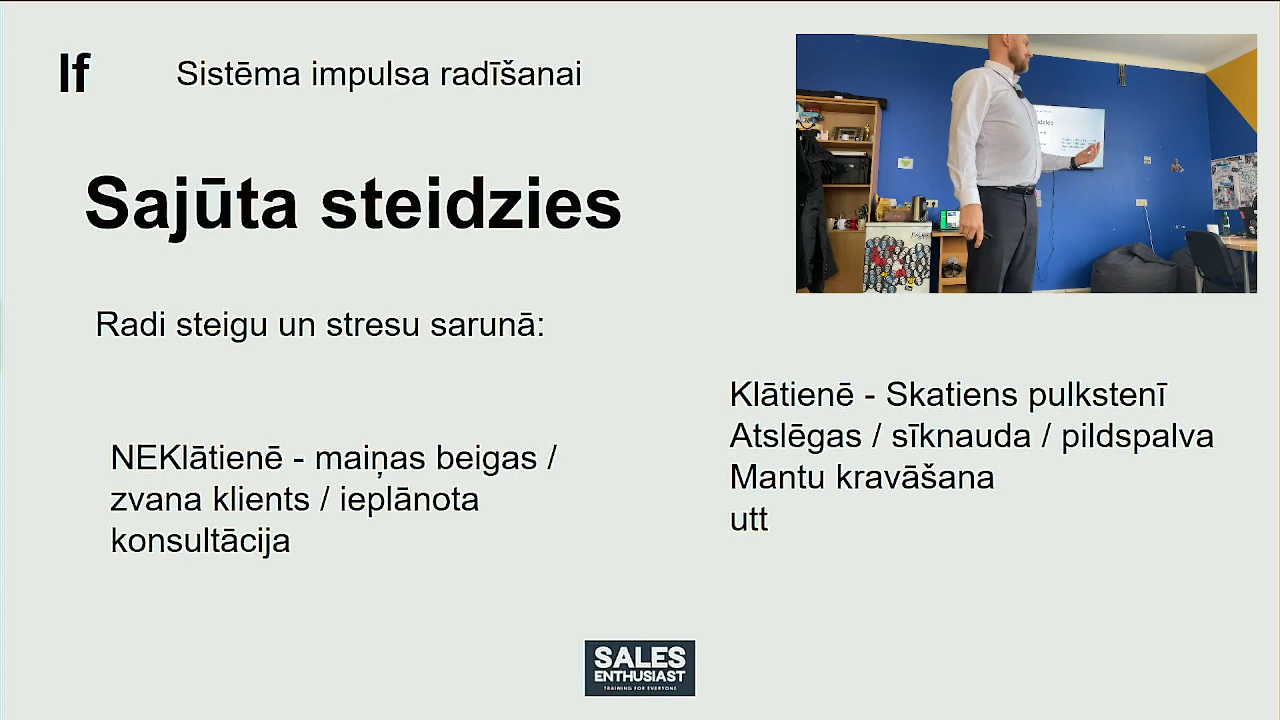 If
Sistēma impulsa radīšanai
Sajūta steidzies
Radi steigu un stresu sarunā:
NEKlātienē - maiņas beigas /
zvana klients / ieplānota
konsultācija
Klātienē - Skatiens pulkstenī
Atslēgas / sīknauda / pildspalva
Mantu kravāšana
utt
SALES
ENTHUSIAST
TRAINING FOR EVERYONE